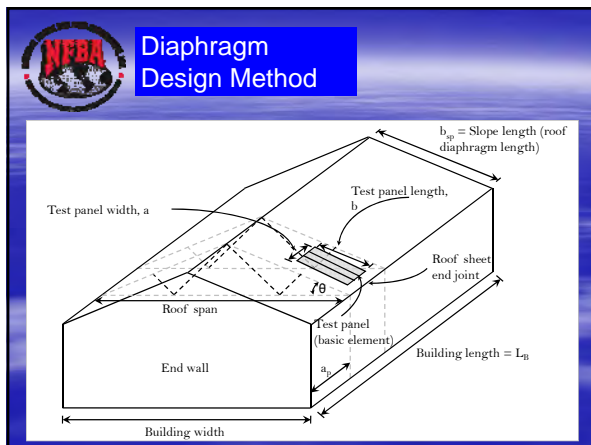 NFBA
Diaphragm
Design Method
b_sp = Slope length (roof
diaphragm length)
Test panel length,
b
Test panel width, a
Roof sheet
end joint
θ
Roof span
Test panel
(basic element)
End wall
a_p
Building length = L_B
Building width